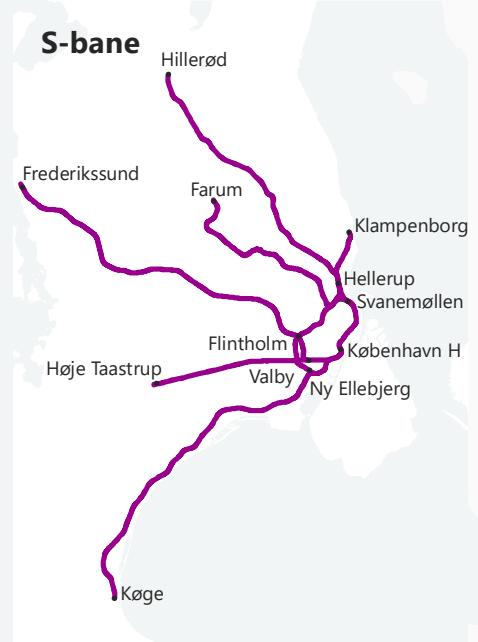 S-bane
Hillerød
Frederikssund
Farum
Klampenborg
Hellerup
Svanemøllen
Flintholm
København H
Høje Taastrup
Valby
Ny Ellebjerg
Køge